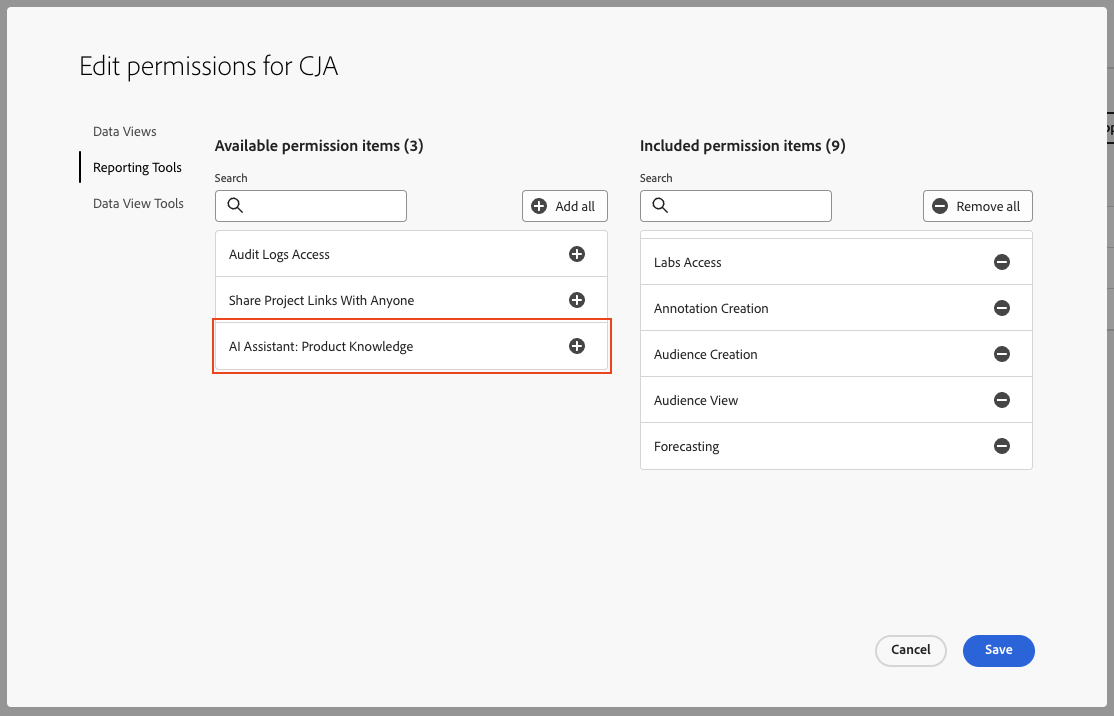 Edit permissions for CJA
Data Views
Reporting Tools
Data View Tools
Available permission items (3)
Search
Add all
Audit Logs Access
Share Project Links With Anyone
AI Assistant: Product Knowledge
Included permission items (9)
Search
Remove all
Labs Access
Annotation Creation
Audience Creation
Audience View
Forecasting
Cancel
Save